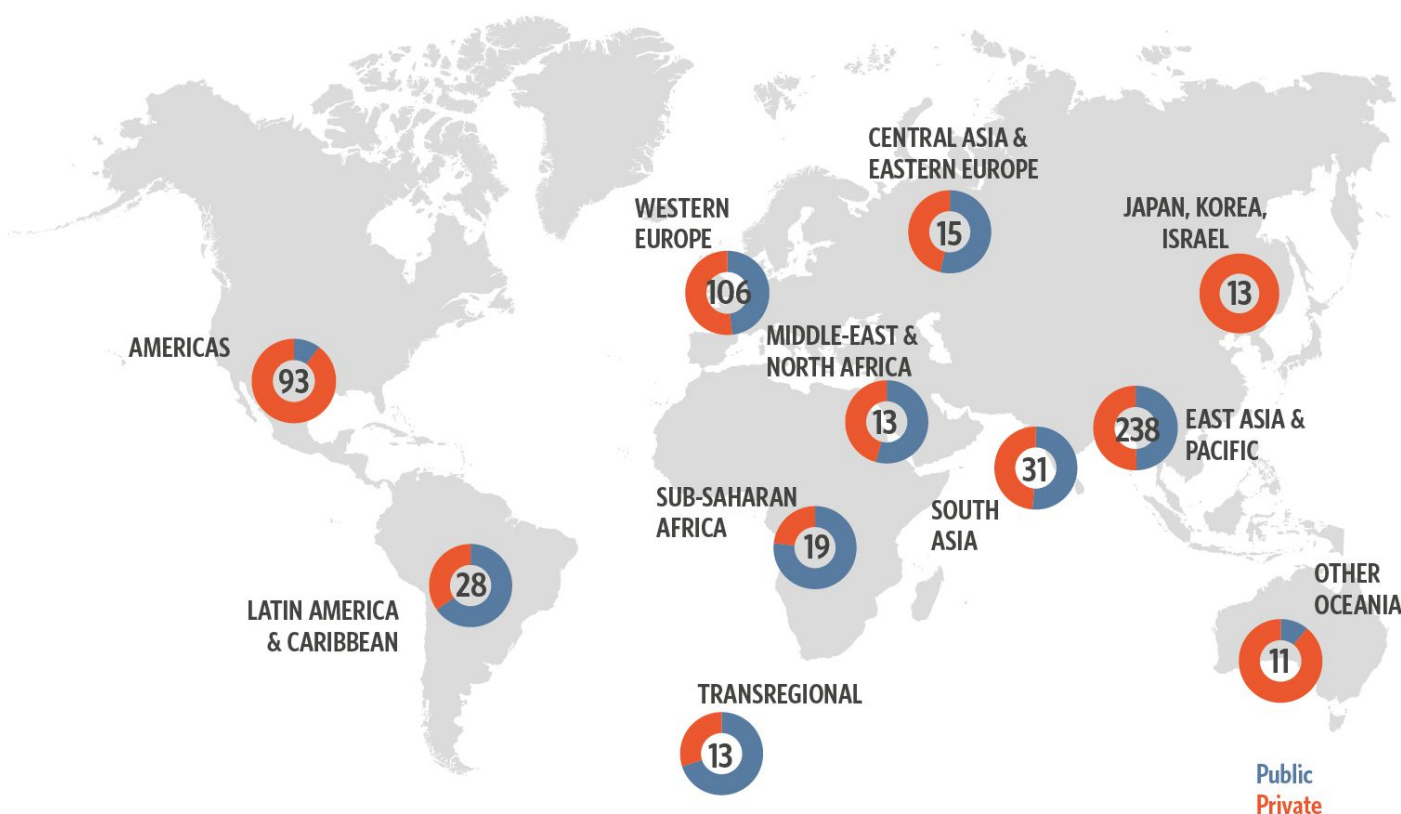 CENTRAL ASIA &
EASTERN EUROPE
15
WESTERN
EUROPE
106
JAPAN, KOREA,
ISRAEL
13
AMERICAS
93
MIDDLE-EAST &
NORTH AFRICA
13
238
EAST ASIA &
PACIFIC
31
SOUTH
ASIA
SUB-SAHARAN
AFRICA
19
28
LATIN AMERICA
& CARIBBEAN
OTHER
OCEANIA
11
TRANSREGIONAL
13
Public
Private